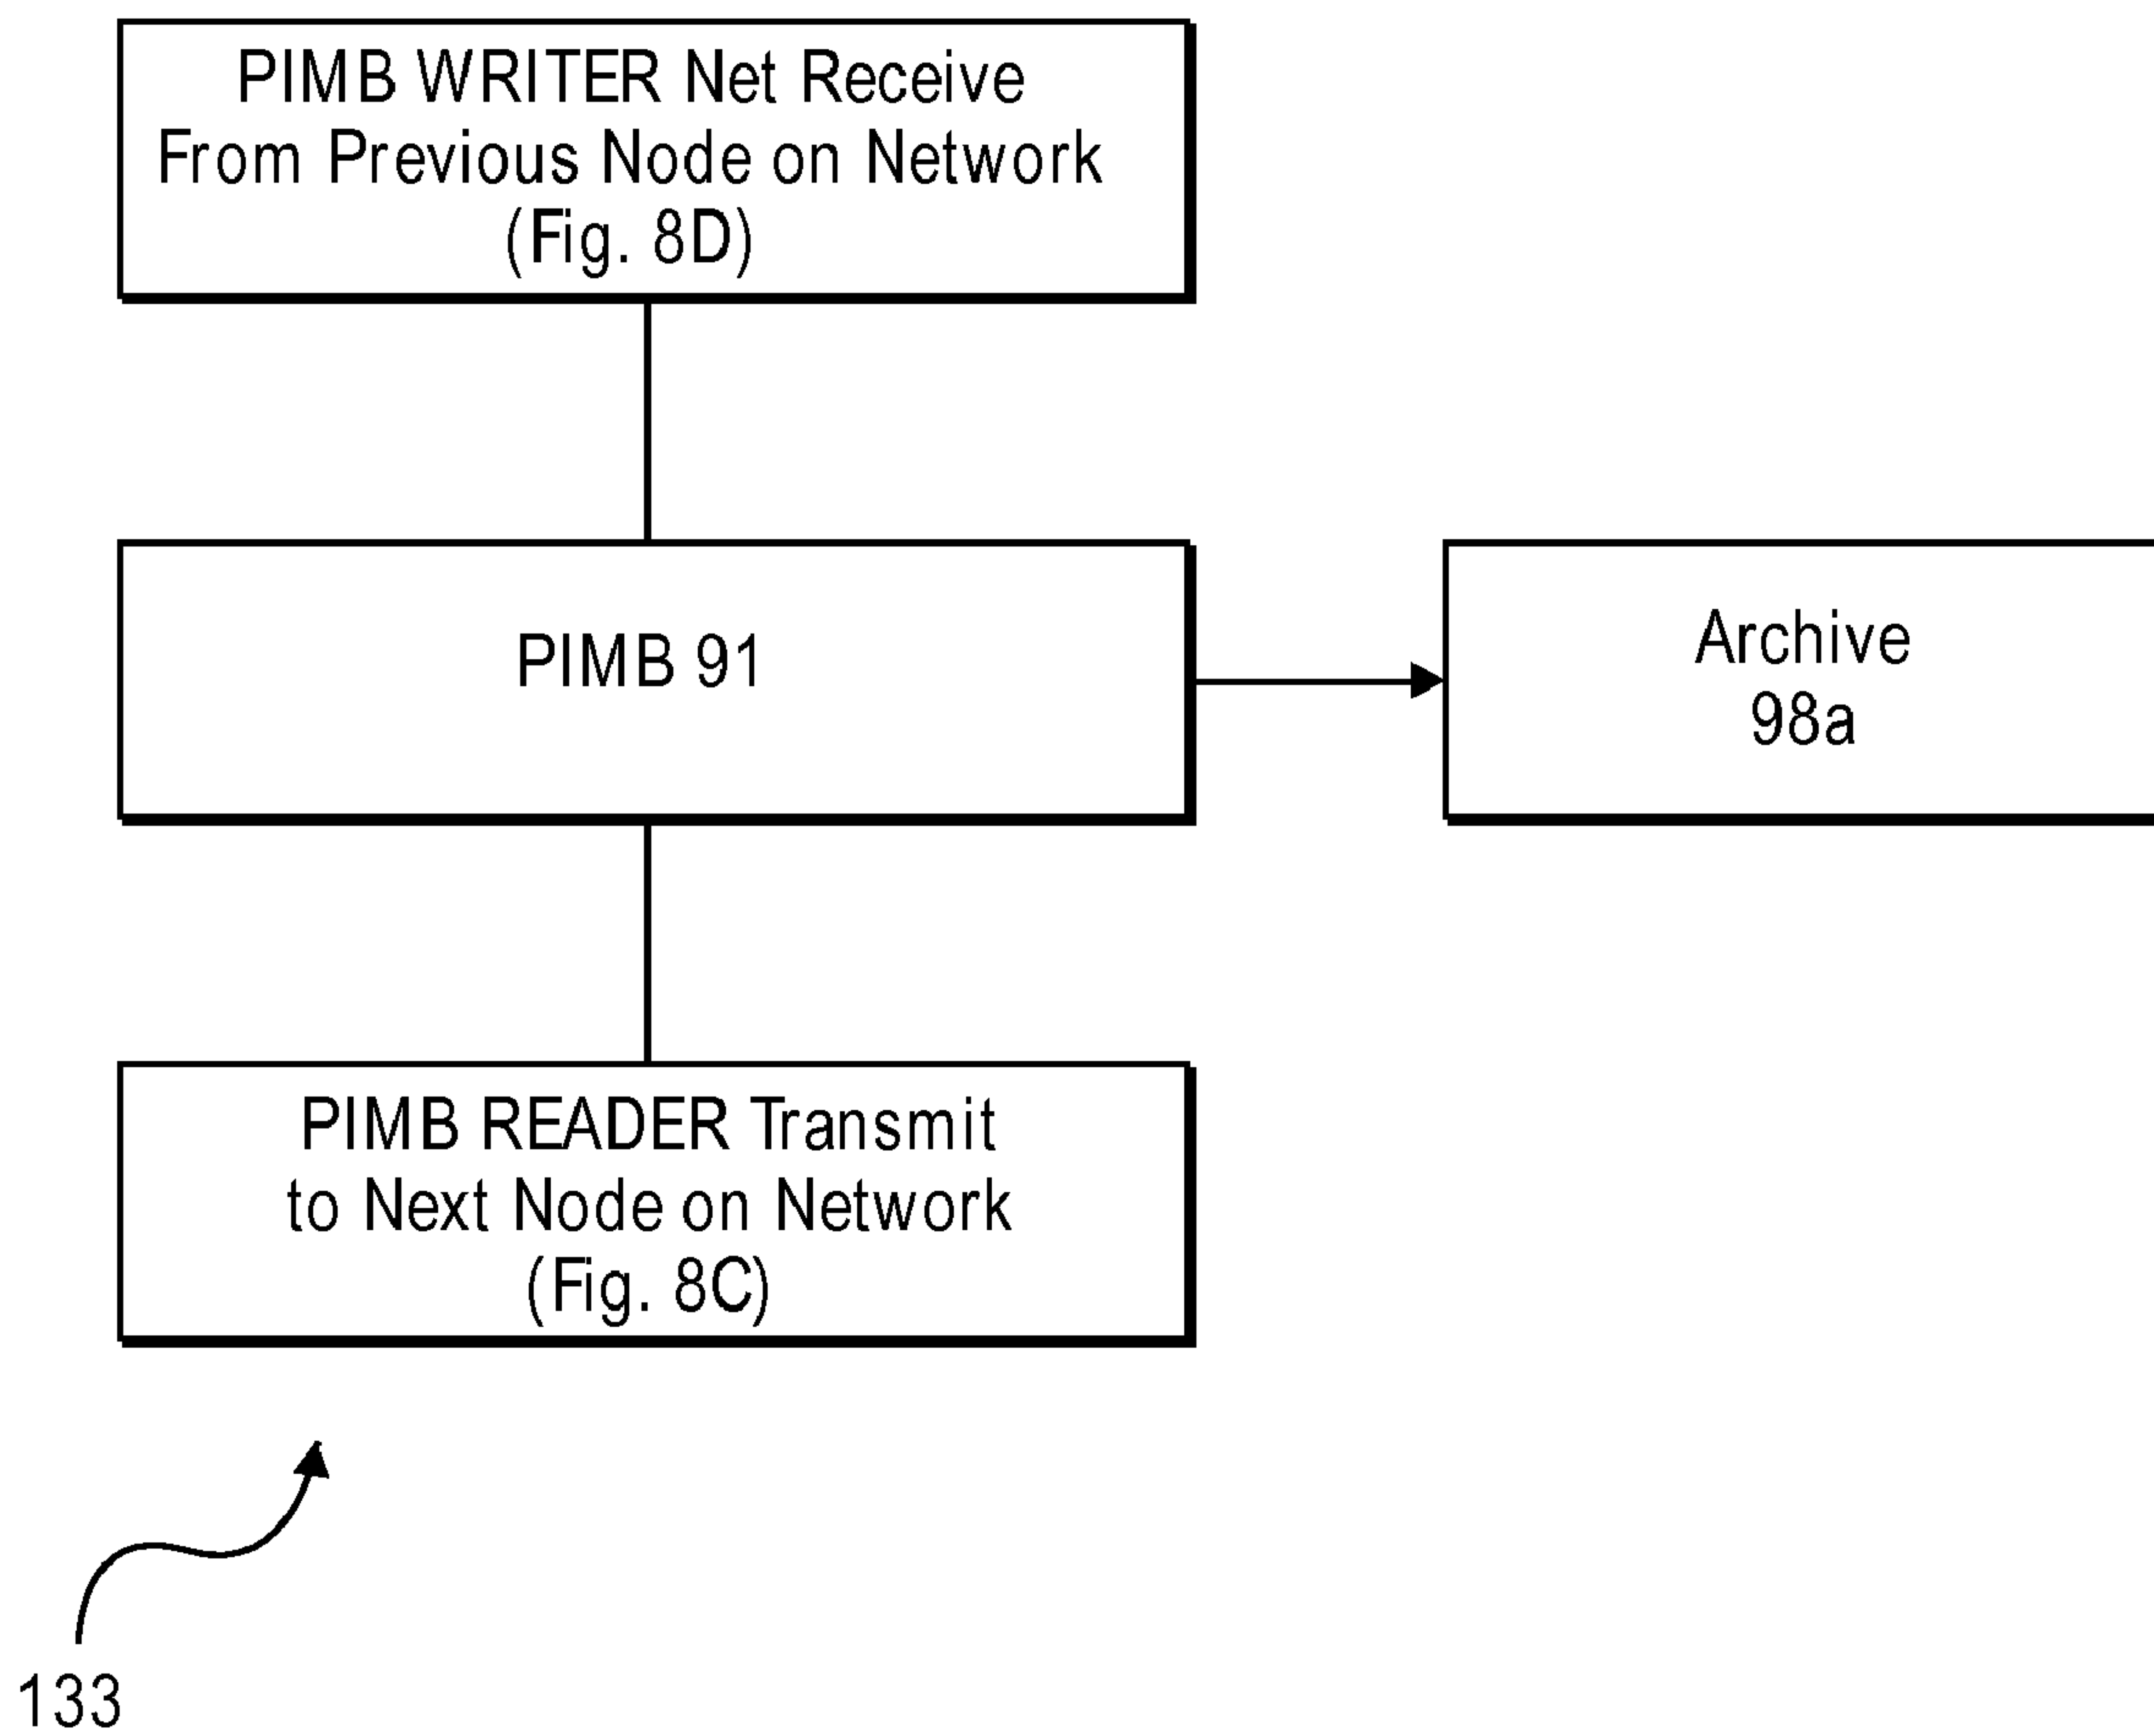 PIMB WRITER Net Receive
From Previous Node on Network
(Fig. 8D)
PIMB 91
Archive
98a
PIMB READER Transmit
to Next Node on Network
(Fig. 8C)
133